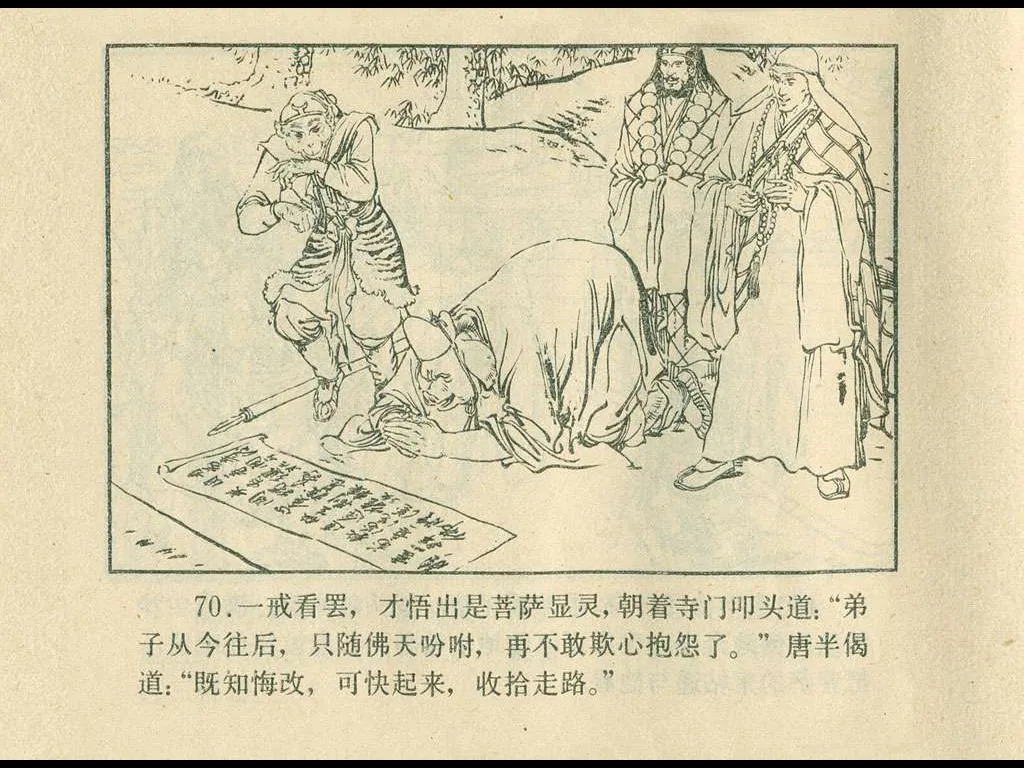 70. 一戒看罢，才悟出是菩萨显灵，朝着寺门叩头道：“弟
子从今往后，只随佛天吩咐，再不敢欺心抱怨了。”唐半偈
道：“既知悔改，可快起来，收拾走路。”